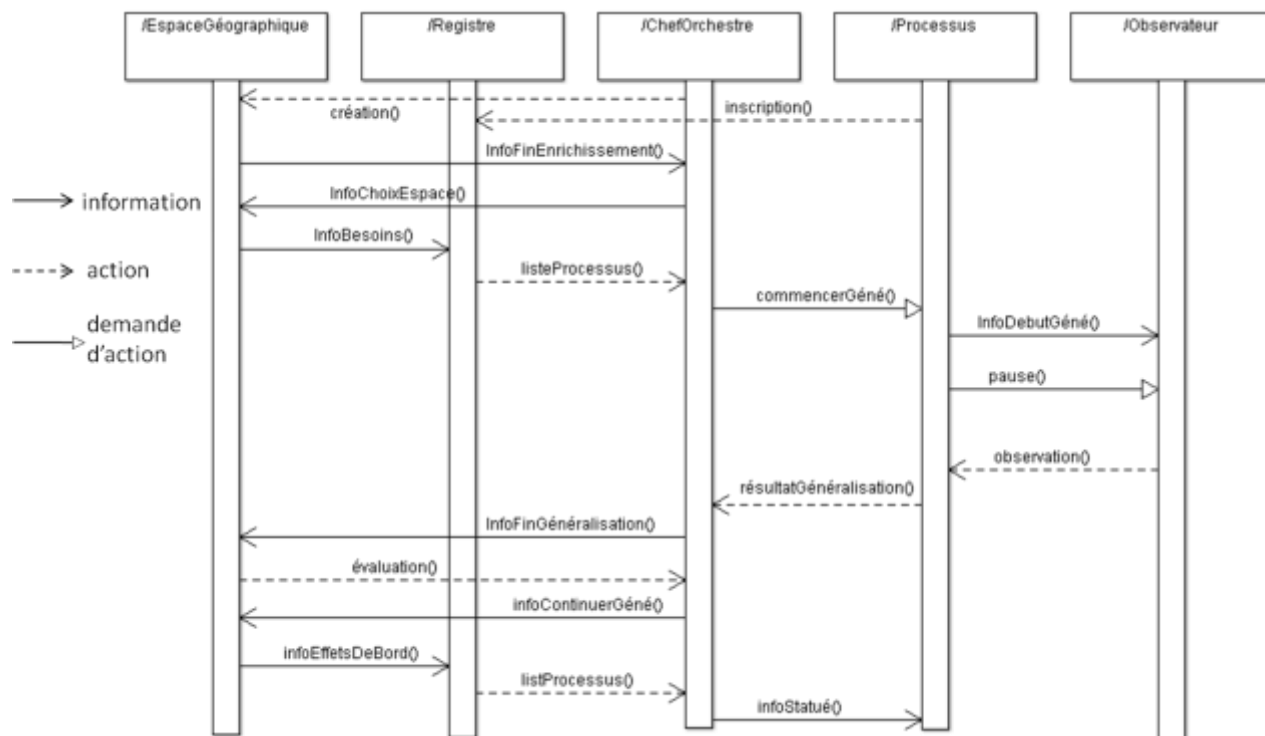 /EspaceGéographique
/Registre
/ChefOrchestre
/Processus
/Observateur
création()
inscription()
InfoFinEnrichissement()
InfoChoixEspace()
information
InfoBesoins()
action
listeProcessus()
commencerGéné()
demande
d'action
InfoDebutGéné()
pause()
observation()
résultatGénéralisation()
InfoFinGénéralisation()
évaluation()
infoContinuerGéné()
infoEffetsDeBord()
listProcessus()
infoStatué()